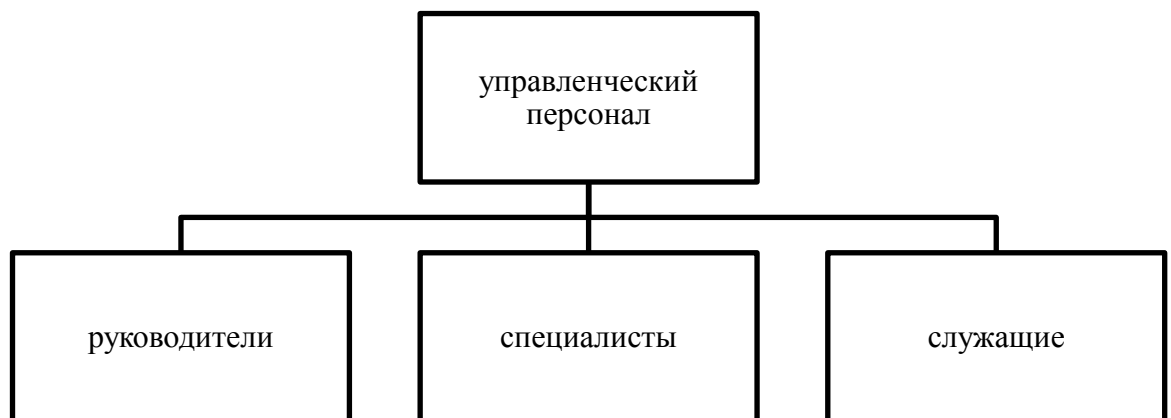 управленческий
персонал
руководители
специалисты
служащие